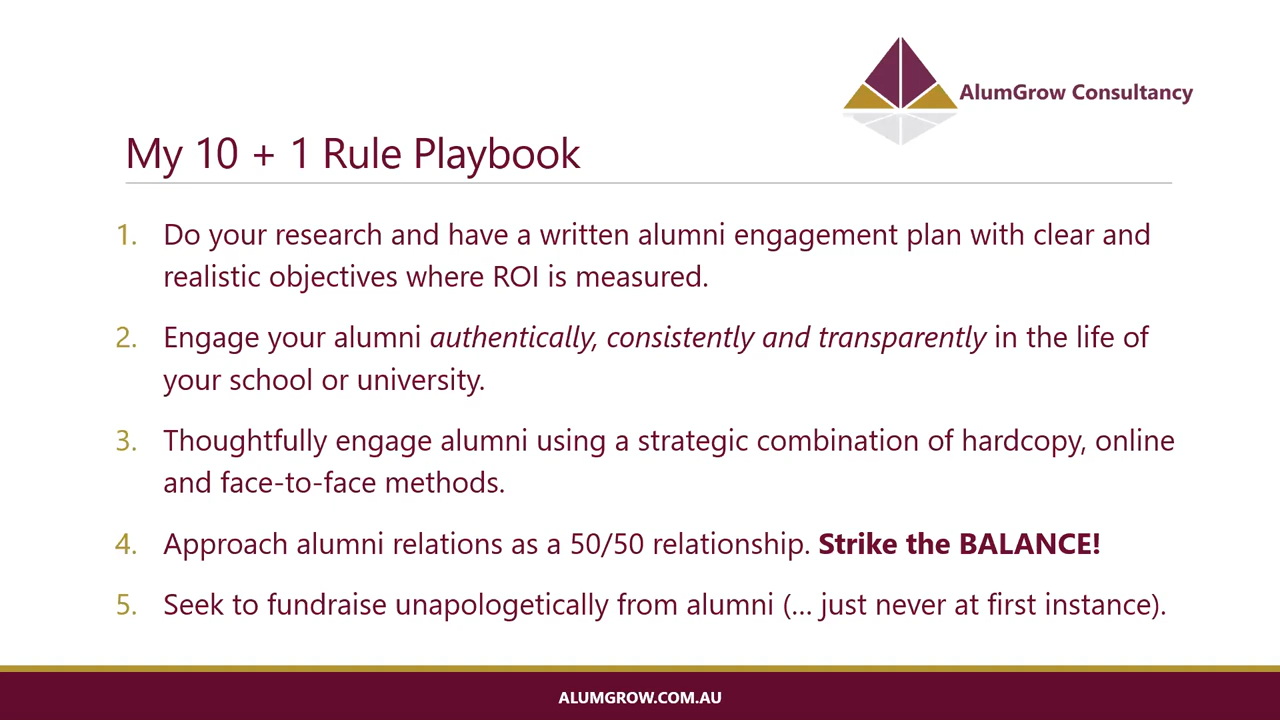 AlumGrow Consultancy
My 10 + 1 Rule Playbook
1. Do your research and have a written alumni engagement plan with clear and
realistic objectives where ROI is measured.
2. Engage your alumni authentically, consistently and transparently in the life of
your school or university.
3. Thoughtfully engage alumni using a strategic combination of hardcopy, online
and face-to-face methods.
4. Approach alumni relations as a 50/50 relationship. Strike the BALANCE!
5. Seek to fundraise unapologetically from alumni (... just never at first instance).
ALUMGROW.COM.AU